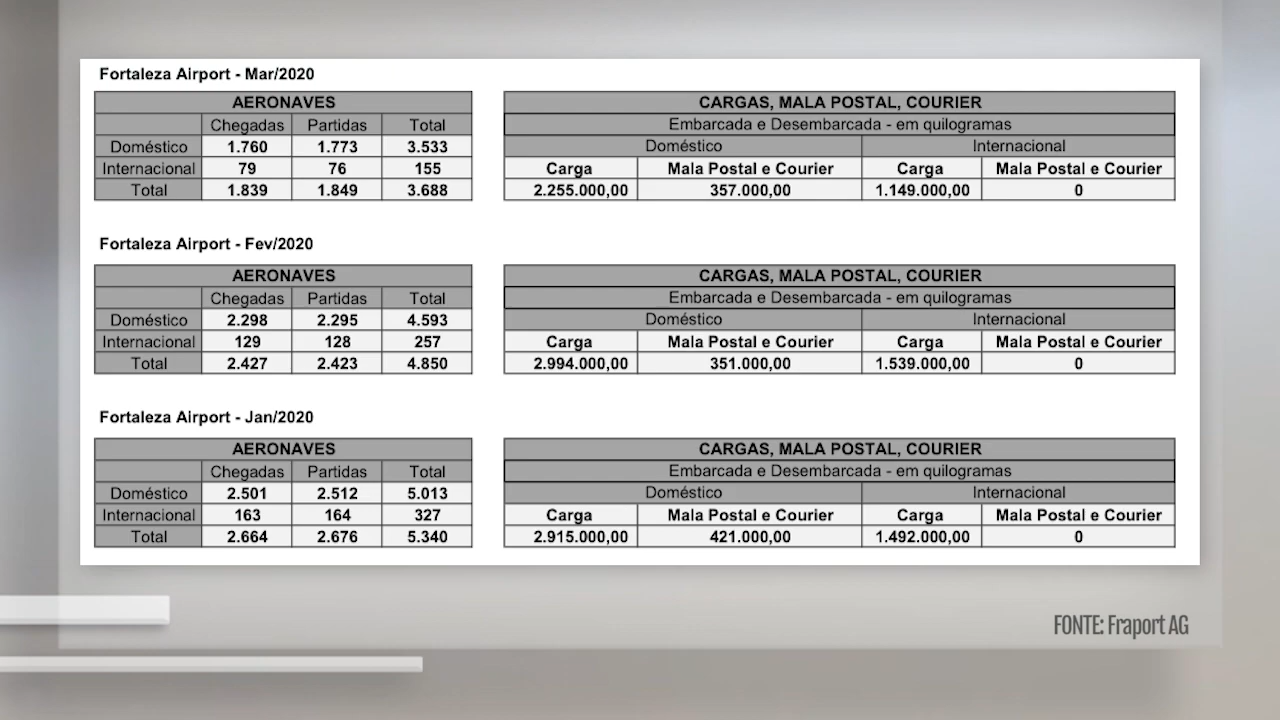 Fortaleza Airport - Mar/2020
AERONAVES
Chegadas Partidas Total
Doméstico 1.760 1.773 3.533
Internacional 79 76 155
Total 1.839 1.849 3.688
CARGAS, MALA POSTAL, COURIER
Embarcada e Desembarcada - em quilogramas
Doméstico Internacional
Carga Mala Postal e Courier Carga Mala Postal e Courier
2.255.000,00 357.000,00 1.149.000,00 0
Fortaleza Airport - Fev/2020
AERONAVES
Chegadas Partidas Total
Doméstico 2.298 2.295 4.593
Internacional 129 128 257
Total 2.427 2.423 4.850
CARGAS, MALA POSTAL, COURIER
Embarcada e Desembarcada - em quilogramas
Doméstico Internacional
Carga Mala Postal e Courier Carga Mala Postal e Courier
2.994.000,00 351.000,00 1.539.000,00 0
Fortaleza Airport - Jan/2020
AERONAVES
Chegadas Partidas Total
Doméstico 2.501 2.512 5.013
Internacional 163 164 327
Total 2.664 2.676 5.340
CARGAS, MALA POSTAL, COURIER
Embarcada e Desembarcada - em quilogramas
Doméstico Internacional
Carga Mala Postal e Courier Carga Mala Postal e Courier
2.915.000,00 421.000,00 1.492.000,00 0
FONTE: Fraport AG